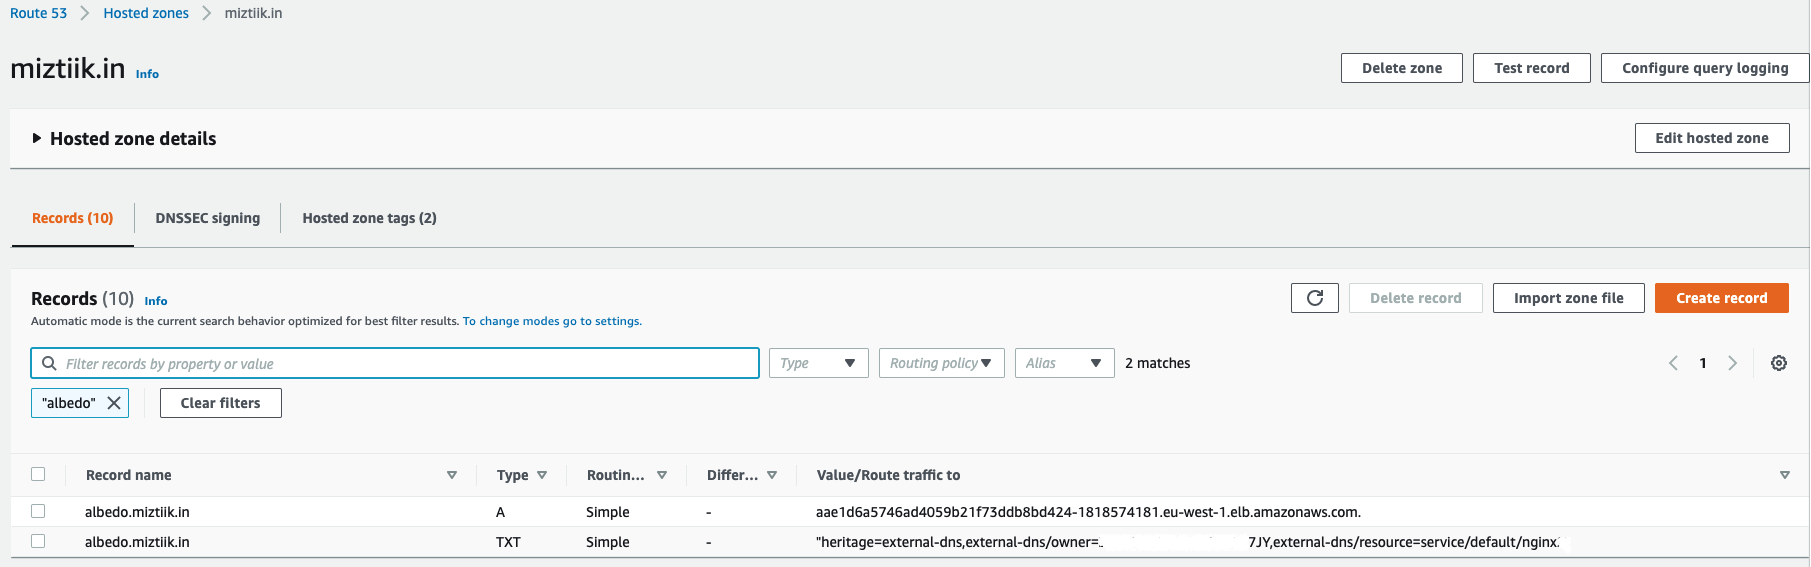 Route 53 > Hosted zones > miztiik.in
miztiik.in Info
Delete zone Test record Configure query logging
Hosted zone details
Edit hosted zone
Records (10) DNSSEC signing Hosted zone tags (2)
Records (10) Info
Delete record Import zone file Create record
Automatic mode is the current search behavior optimized for best filter results. To change modes go to settings.
Filter records by property or value Type Routing policy Alias 2 matches 1
"albedo" Clear filters
Record name Type Routin... Differ... Value/Route traffic to
albedo.miztiik.in A Simple - aae1d6a5746ad4059b21f73ddb8bd424-1818574181.eu-west-1.elb.amazonaws.com.
albedo.miztiik.in TXT Simple - "heritage=external-dns,external-dns/owner= 7JY,external-dns/resource=service/default/nginx